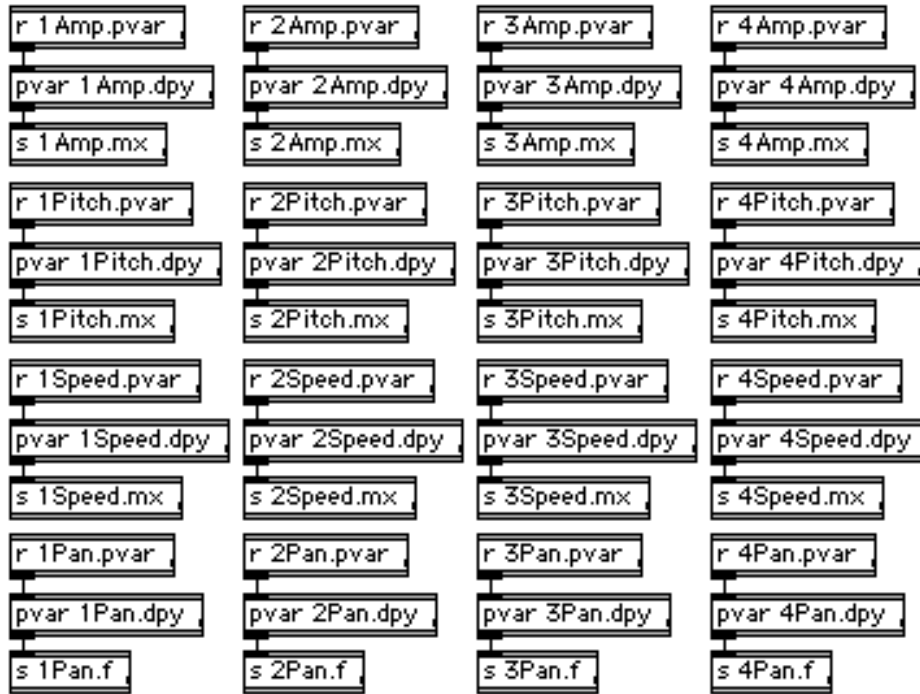 r 1Amp.pvar r 2Amp.pvar r 3Amp.pvar r 4Amp.pvar
pvar 1Amp.dpy pvar 2Amp.dpy pvar 3Amp.dpy pvar 4Amp.dpy
s 1Amp.mx s 2Amp.mx s 3Amp.mx s 4Amp.mx
r 1Pitch.pvar r 2Pitch.pvar r 3Pitch.pvar r 4Pitch.pvar
pvar 1Pitch.dpy pvar 2Pitch.dpy pvar 3Pitch.dpy pvar 4Pitch.dpy
s 1Pitch.mx s 2Pitch.mx s 3Pitch.mx s 4Pitch.mx
r 1Speed.pvar r 2Speed.pvar r 3Speed.pvar r 4Speed.pvar
pvar 1Speed.dpy pvar 2Speed.dpy pvar 3Speed.dpy pvar 4Speed.dpy
s 1Speed.mx s 2Speed.mx s 3Speed.mx s 4Speed.mx
r 1Pan.pvar r 2Pan.pvar r 3Pan.pvar r 4Pan.pvar
pvar 1Pan.dpy pvar 2Pan.dpy pvar 3Pan.dpy pvar 4Pan.dpy
s 1Pan.f s 2Pan.f s 3Pan.f s 4Pan.f